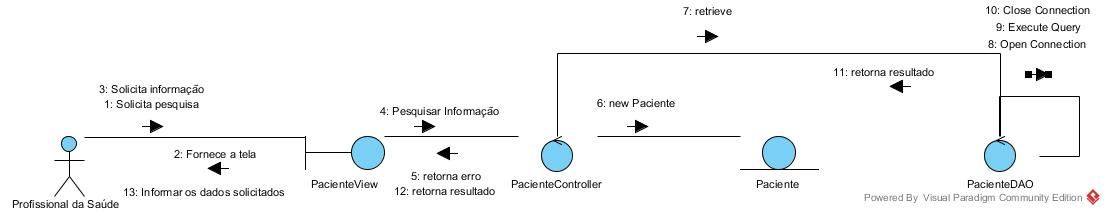 7: retrieve
10: Close Connection
9: Execute Query
8: Open Connection
11: retorna resultado
3: Solicita informação
1: Solicita pesquisa
4: Pesquisar Informação
6: new Paciente
2: Fornece a tela
13: Informar os dados solicitados
5: retorna erro
12: retorna resultado
Profissional da Saúde
PacienteView
PacienteController
Paciente
PacienteDAO
Powered By Visual Paradigm Community Edition